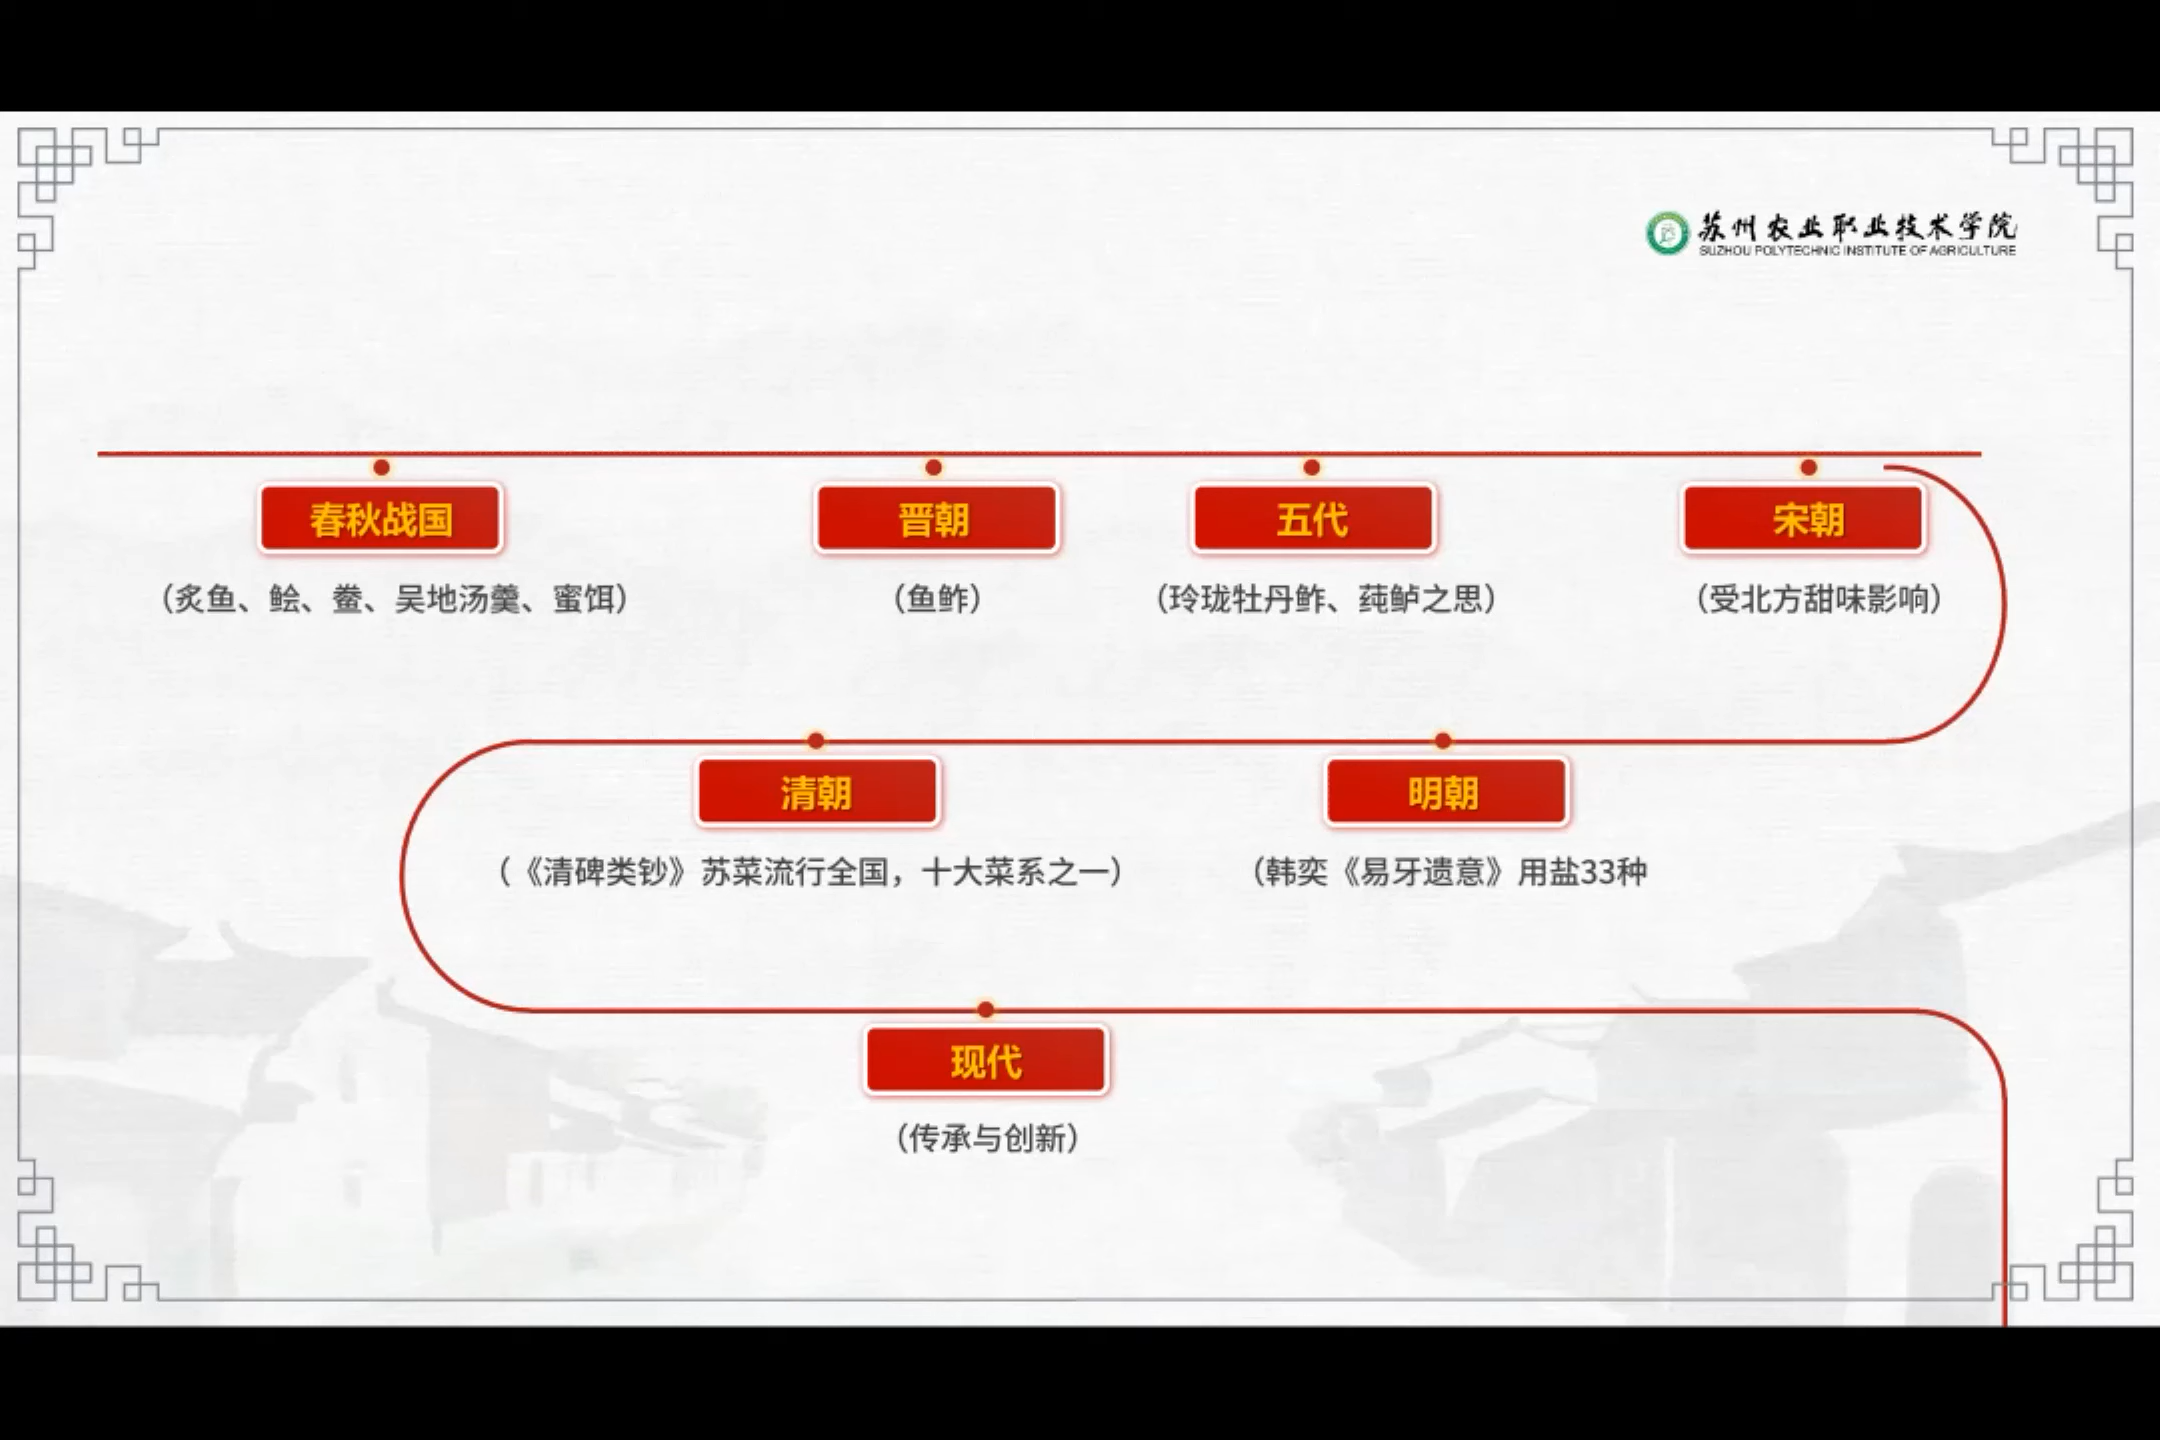 苏州农业职业技术学院
SUZHOU POLYTECHNIC INSTITUTE OF AGRICULTURE
春秋战国
(炙鱼、鲙、鲞、吴地汤羹、蜜饵)
晋朝
(鱼鲊)
五代
(玲珑牡丹鲊、莼鲈之思)
宋朝
(受北方甜味影响)
清朝
(《清碑类钞》苏菜流行全国，十大菜系之一)
明朝
(韩奕《易牙遗意》用盐33种
现代
(传承与创新)